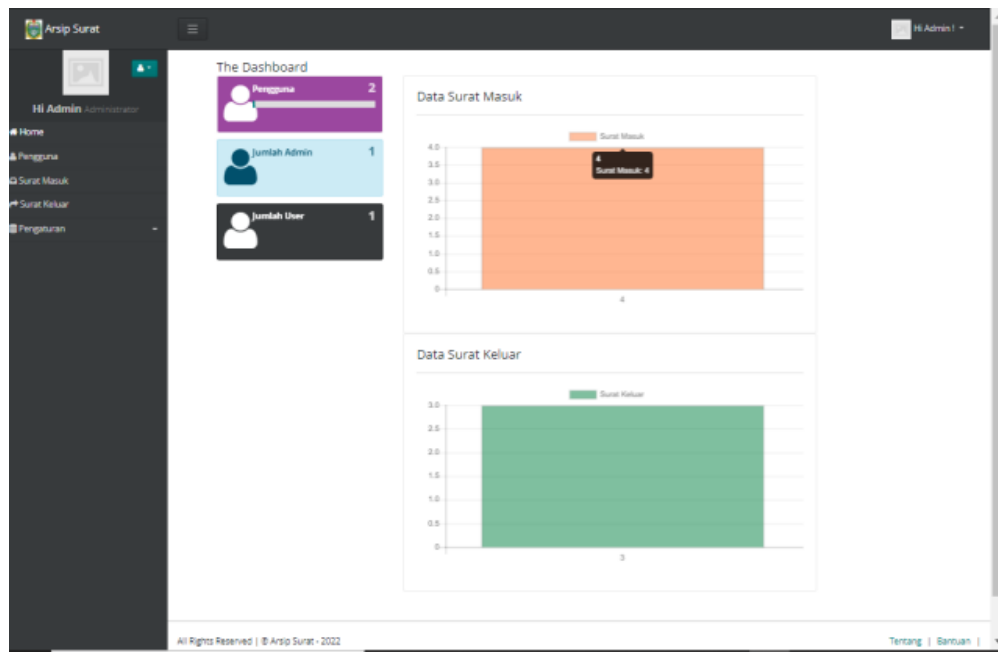 Arsip Surat
Hi Admin !
Hi Admin Administrator
Home
Pengguna
Surat Masuk
Surat Keluar
Pengaturan
The Dashboard
Pengguna 2
Jumlah Admin 1
Jumlah User 1
Data Surat Masuk
Surat Masuk
4.0
4
Surat Masuk: 4
3.5
3.0
2.5
2.0
1.5
1.0
0.5
0
4
Data Surat Keluar
Surat Keluar
3.0
2.5
2.0
1.5
1.0
0.5
0
3
All Rights Reserved | © Arsip Surat - 2022
Tentang | Bantuan |